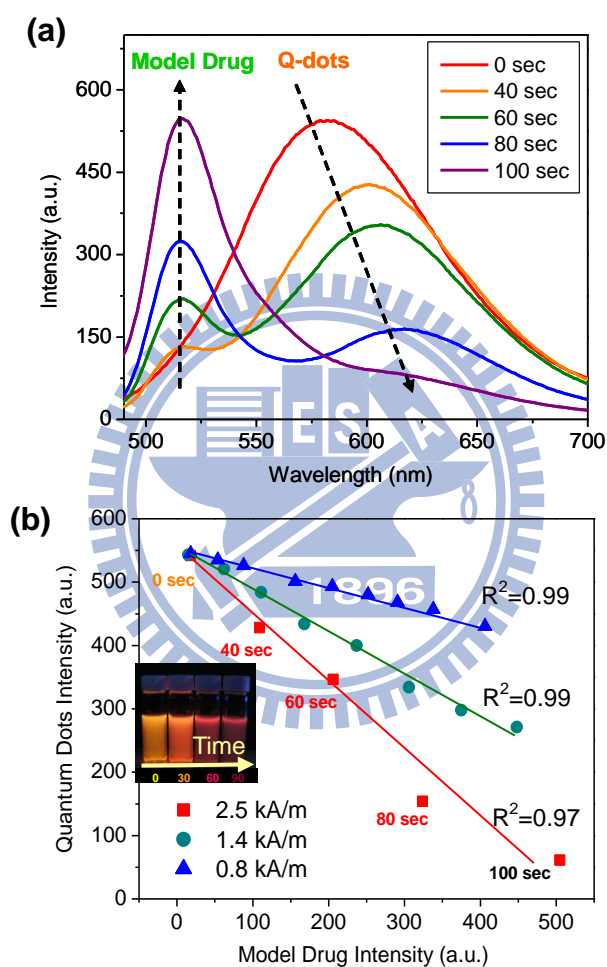 (a)
Model Drug
Q-dots
0 sec
40 sec
60 sec
80 sec
100 sec
600
450
300
150
0
Intensity (a.u.)
500
550
600
650
700
Wavelength (nm)
ES
A
8
1896
(b)
600
500
400
300
200
100
0
Quantum Dots Intensity (a.u.)
0 sec
40 sec
60 sec
80 sec
100 sec
R²=0.99
R²=0.99
R²=0.97
Time
0 30 60 90
2.5 kA/m
1.4 kA/m
0.8 kA/m
0
100
200
300
400
500
Model Drug Intensity (a.u.)